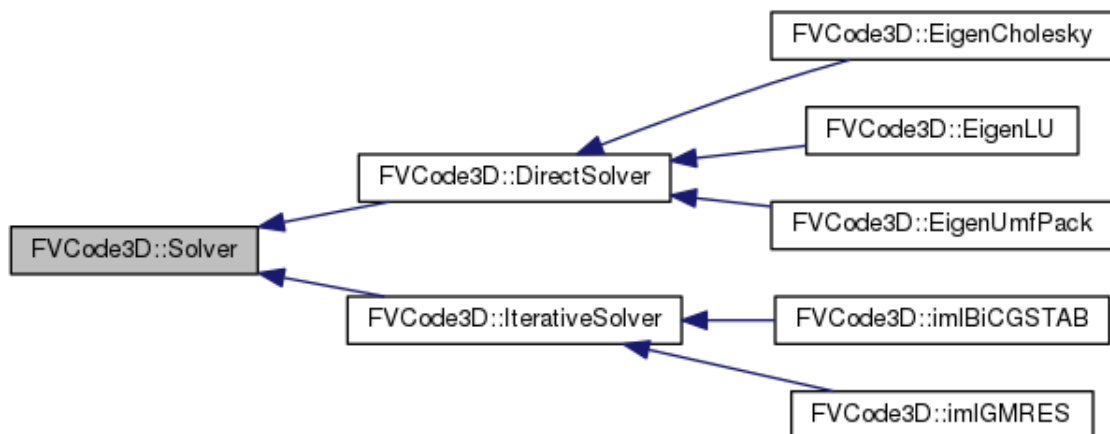 FVCode3D::EigenCholesky
FVCode3D::EigenLU
FVCode3D::DirectSolver
FVCode3D::EigenUmfPack
FVCode3D::Solver
FVCode3D::IterativeSolver
FVCode3D::imlBiCGSTAB
FVCode3D::imlGMRES